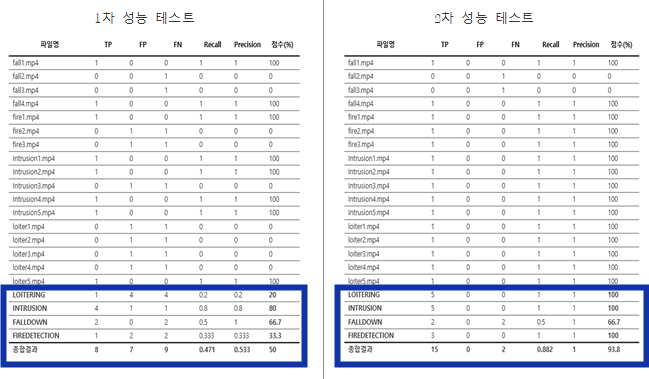 1차 성능 테스트
파일명 TP FP FN Recall Precision 점수(%)
fall1.mp4 1 0 0 1 1 100
fall2.mp4 0 0 1 0 0 0
fall3.mp4 0 0 1 0 0 0
fall4.mp4 1 0 0 1 1 100
fire1.mp4 1 0 0 1 1 100
fire2.mp4 0 1 1 0 0 0
fire3.mp4 0 1 1 0 0 0
Intrusion1.mp4 1 0 0 1 1 100
Intrusion2.mp4 1 0 0 1 1 100
Intrusion3.mp4 0 1 1 0 0 0
Intrusion4.mp4 1 0 0 1 1 100
Intrusion5.mp4 1 0 0 1 1 100
loiter1.mp4 0 1 1 0 0 0
loiter2.mp4 0 1 1 0 0 0
loiter3.mp4 0 1 1 0 0 0
loiter4.mp4 0 1 1 0 0 0
loiter5.mp4 1 0 0 1 1 100
LOITERING 1 4 4 0.2 0.2 20
INTRUSION 4 1 1 0.8 0.8 80
FALLDOWN 2 0 2 0.5 1 66.7
FIREDETECTION 1 2 2 0.333 0.333 33.3
종합결과 8 7 9 0.471 0.533 50
2차 성능 테스트
파일명 TP FP FN Recall Precision 점수(%)
fall1.mp4 1 0 0 1 1 100
fall2.mp4 0 0 1 0 0 0
fall3.mp4 0 0 1 0 0 0
fall4.mp4 1 0 0 1 1 100
fire1.mp4 1 0 0 1 1 100
fire2.mp4 1 0 0 1 1 100
fire3.mp4 1 0 0 1 1 100
Intrusion1.mp4 1 0 0 1 1 100
Intrusion2.mp4 1 0 0 1 1 100
Intrusion3.mp4 1 0 0 1 1 100
Intrusion4.mp4 1 0 0 1 1 100
Intrusion5.mp4 1 0 0 1 1 100
loiter1.mp4 1 0 0 1 1 100
loiter2.mp4 1 0 0 1 1 100
loiter3.mp4 1 0 0 1 1 100
loiter4.mp4 1 0 0 1 1 100
loiter5.mp4 1 0 0 1 1 100
LOITERING 5 0 0 1 1 100
INTRUSION 5 0 0 1 1 100
FALLDOWN 2 0 2 0.5 1 66.7
FIREDETECTION 3 0 0 1 1 100
종합결과 15 0 2 0.882 1 93.8